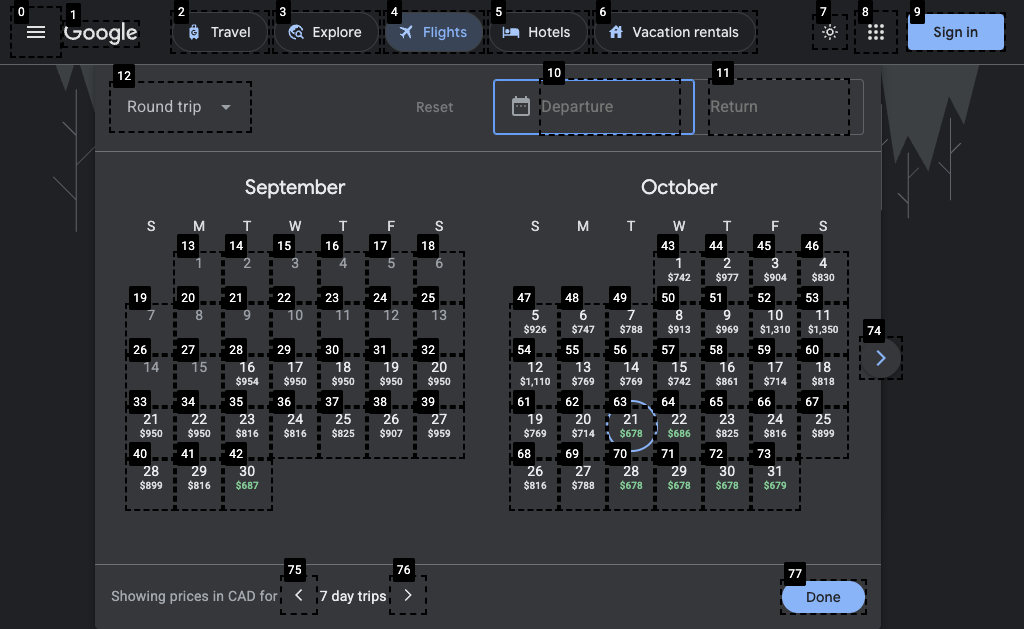 0 1 2 3 4 5 6 7 8 9
Google Travel Explore Flights Hotels Vacation rentals Sign in
12 10 11
Round trip Reset Departure Return
September October
S M T W T F S S M T W T F S
13 14 15 16 17 18 43 44 45 46
1 2 3 4 5 6 1 2 3 4
$742 $977 $904 $830
19 20 21 22 23 24 25 47 48 49 50 51 52 53
7 8 9 10 11 12 13 5 6 7 8 9 10 11
$926 $747 $788 $913 $969 $1,310 $1,350
74
26 27 28 29 30 31 32 54 55 56 57 58 59 60
14 15 16 17 18 19 20 12 13 14 15 16 17 18
$954 $950 $950 $950 $950 $1,110 $769 $769 $742 $861 $714 $818
33 34 35 36 37 38 39 61 62 63 64 65 66 67
21 22 23 24 25 26 27 19 20 21 22 23 24 25
$950 $950 $816 $816 $825 $907 $959 $769 $714 $678 $686 $825 $816 $899
40 41 42 68 69 70 71 72 73
28 29 30 26 27 28 29 30 31
$899 $816 $687 $816 $788 $678 $678 $678 $679
75 76 77
Showing prices in CAD for 7 day trips Done